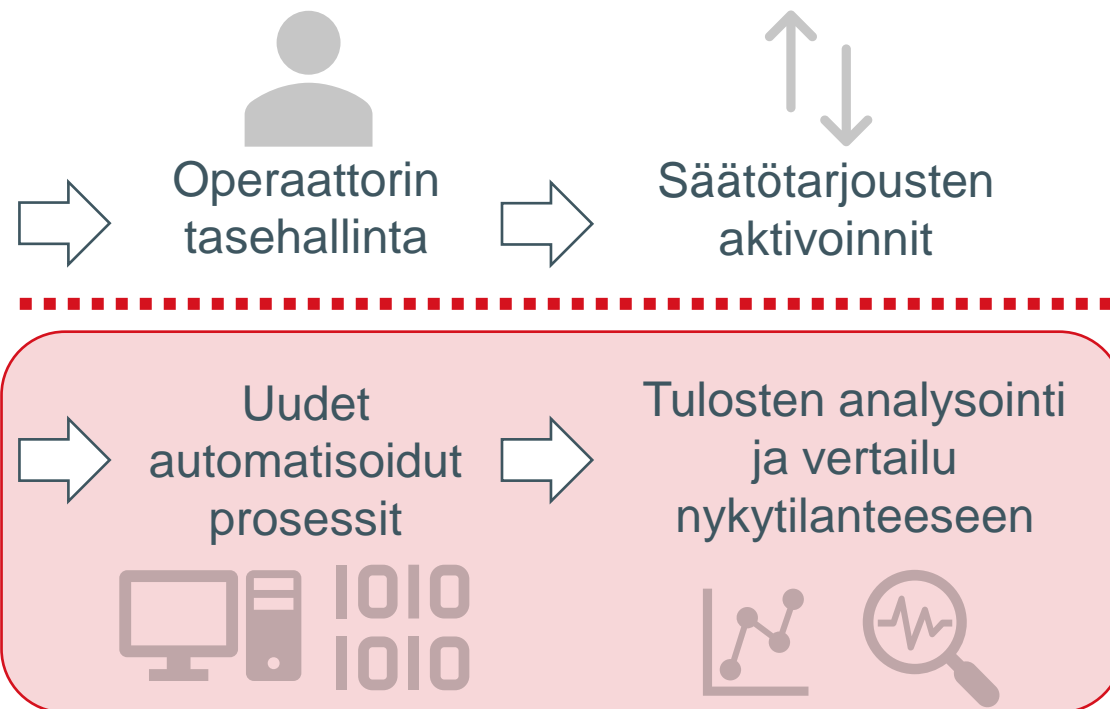 Operaattorin
tasehallinta
Säätötarjousten
aktivoinnit
Uudet
automatisoidut
prosessit
Tulosten analysointi
ja vertailu
nykytilanteeseen
1010
1010